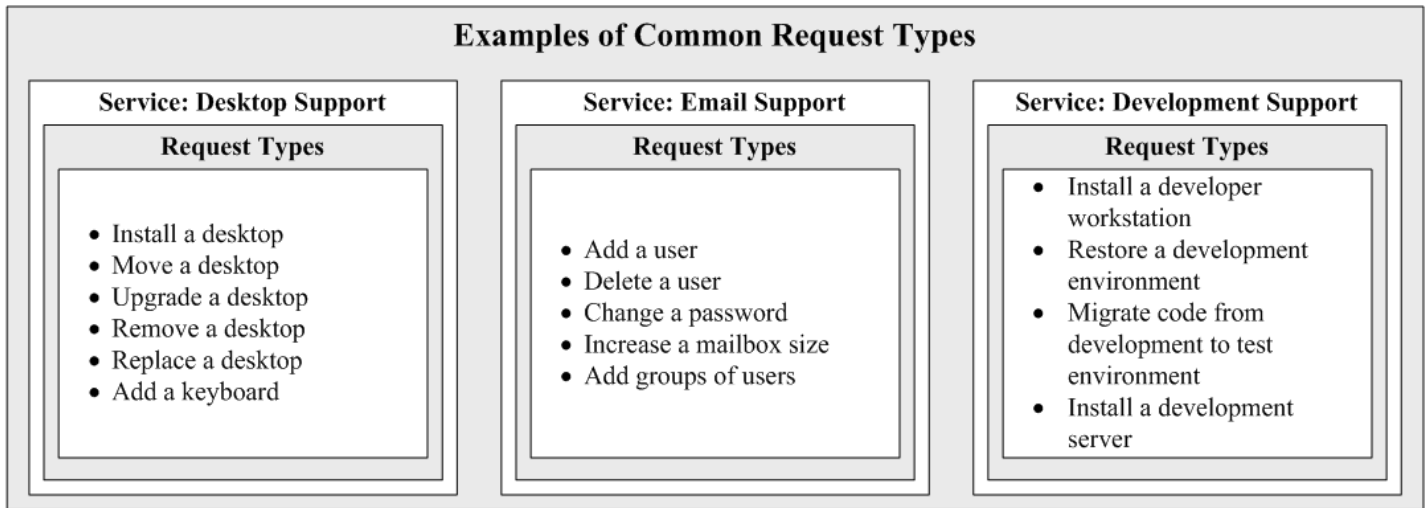 Examples of Common Request Types
Service: Desktop Support
Request Types
• Install a desktop
• Move a desktop
• Upgrade a desktop
• Remove a desktop
• Replace a desktop
• Add a keyboard
Service: Email Support
Request Types
• Add a user
• Delete a user
• Change a password
• Increase a mailbox size
• Add groups of users
Service: Development Support
Request Types
• Install a developer
workstation
• Restore a development
environment
• Migrate code from
development to test
environment
• Install a development
server